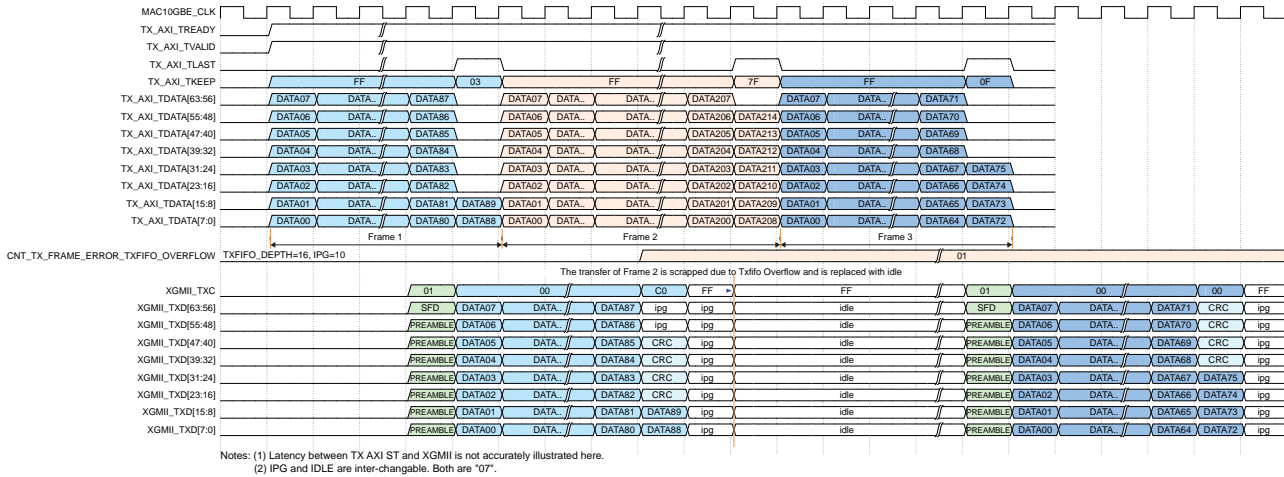 MAC10GBE_CLK
TX_AXI_TREADY
TX_AXI_TVALID
TX_AXI_TLAST
TX_AXI_TKEEP FF 03 FF 7F FF 0F
TX_AXI_TDATA[63:56] DATA07 DATA.. DATA87 DATA07 DATA.. DATA.. DATA207 DATA07 DATA.. DATA71
TX_AXI_TDATA[55:48] DATA06 DATA.. DATA86 DATA06 DATA.. DATA.. DATA206 DATA214 DATA06 DATA.. DATA70
TX_AXI_TDATA[47:40] DATA05 DATA.. DATA85 DATA05 DATA.. DATA.. DATA205 DATA213 DATA05 DATA.. DATA69
TX_AXI_TDATA[39:32] DATA04 DATA.. DATA84 DATA04 DATA.. DATA.. DATA204 DATA212 DATA04 DATA.. DATA68
TX_AXI_TDATA[31:24] DATA03 DATA.. DATA83 DATA03 DATA.. DATA.. DATA203 DATA211 DATA03 DATA.. DATA67 DATA75
TX_AXI_TDATA[23:16] DATA02 DATA.. DATA82 DATA02 DATA.. DATA.. DATA202 DATA210 DATA02 DATA.. DATA66 DATA74
TX_AXI_TDATA[15:8] DATA01 DATA.. DATA81 DATA89 DATA01 DATA.. DATA.. DATA201 DATA209 DATA01 DATA.. DATA65 DATA73
TX_AXI_TDATA[7:0] DATA00 DATA.. DATA80 DATA88 DATA00 DATA.. DATA.. DATA200 DATA208 DATA00 DATA.. DATA64 DATA72
Frame 1 Frame 2 Frame 3
CNT_TX_FRAME_ERROR_TXFIFO_OVERFLOW TXFIFO_DEPTH=16, IPG=10 01
The transfer of Frame 2 is scrapped due to Txfifo Overflow and is replaced with idle
XGMII_TXC 01 00 C0 FF FF 01 00 00 FF
XGMII_TXD[63:56] SFD DATA07 DATA.. DATA87 ipg ipg idle SFD DATA07 DATA.. DATA71 CRC ipg
XGMII_TXD[55:48] PREAMBLE DATA06 DATA.. DATA86 ipg ipg idle PREAMBLE DATA06 DATA.. DATA70 CRC ipg
XGMII_TXD[47:40] PREAMBLE DATA05 DATA.. DATA85 CRC ipg idle PREAMBLE DATA05 DATA.. DATA69 CRC ipg
XGMII_TXD[39:32] PREAMBLE DATA04 DATA.. DATA84 CRC ipg idle PREAMBLE DATA04 DATA.. DATA68 CRC ipg
XGMII_TXD[31:24] PREAMBLE DATA03 DATA.. DATA83 CRC ipg idle PREAMBLE DATA03 DATA.. DATA67 DATA75 ipg
XGMII_TXD[23:16] PREAMBLE DATA02 DATA.. DATA82 CRC ipg idle PREAMBLE DATA02 DATA.. DATA66 DATA74 ipg
XGMII_TXD[15:8] PREAMBLE DATA01 DATA.. DATA81 DATA89 ipg idle PREAMBLE DATA01 DATA.. DATA65 DATA73 ipg
XGMII_TXD[7:0] PREAMBLE DATA00 DATA.. DATA80 DATA88 ipg idle PREAMBLE DATA00 DATA.. DATA64 DATA72 ipg
Notes: (1) Latency between TX AXI ST and XGMII is not accurately illustrated here.
(2) IPG and IDLE are inter-changable. Both are "07".